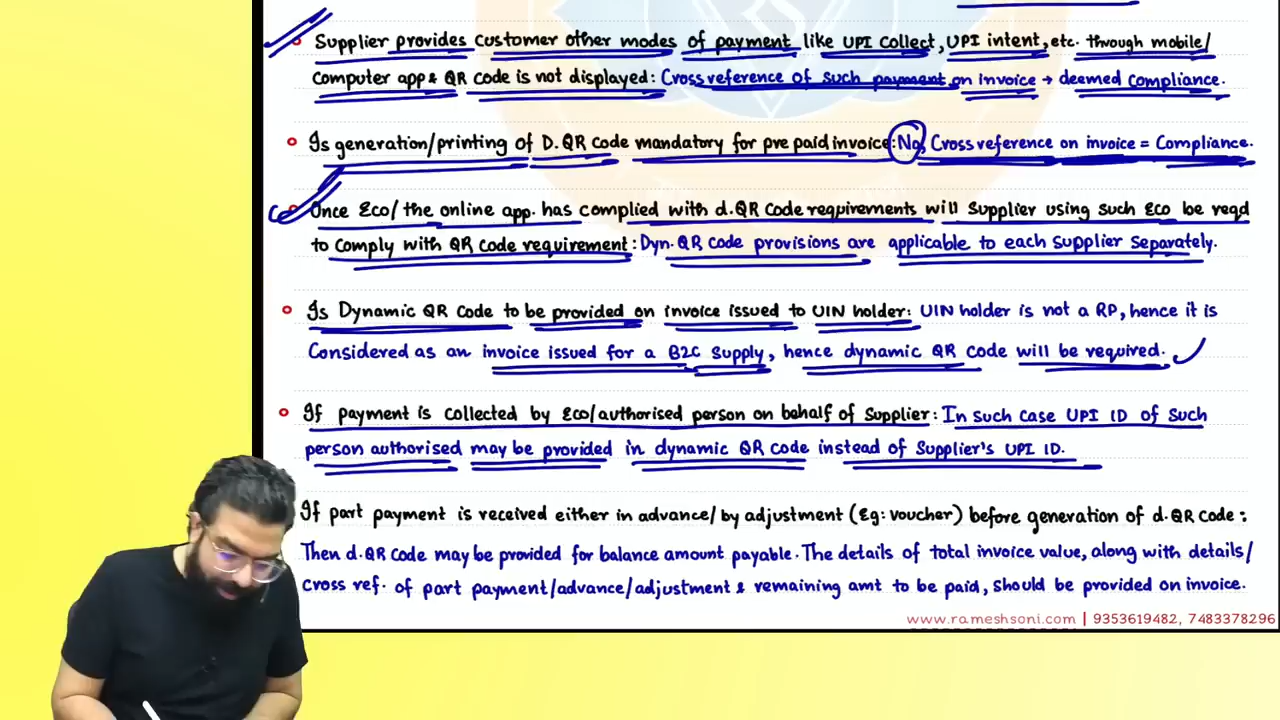 Supplier provides customer other modes of payment like UPI Collect, UPI intent, etc. through mobile/
Computer app & QR code is not displayed: Cross reference of such payment on invoice → deemed compliance.
Is generation/printing of D.QR Code mandatory for pre paid invoice: No, Cross reference on invoice = Compliance.
Once Eco/ the online app. has complied with d.QR Code requirements will supplier using such Eco be reqd
to comply with QR Code requirement: Dyn. QR Code provisions are applicable to each supplier separately.
Is Dynamic QR Code to be provided on invoice issued to UIN holder: UIN holder is not a RP, hence it is
Considered as an invoice issued for a B2C supply, hence dynamic QR code will be required.
If payment is collected by Eco/authorised person on behalf of Supplier: In such case UPI ID of such
person authorised may be provided in dynamic QR code instead of Supplier's UPI ID.
If part payment is received either in advance/by adjustment (Eg: voucher) before generation of d.QR Code:
Then d.QR Code may be provided for balance amount payable. The details of total invoice value, along with details/
cross ref. of part payment/advance/adjustment & remaining amt to be paid, should be provided on invoice.
www.rameshsoni.com | 9353619482, 7483378296